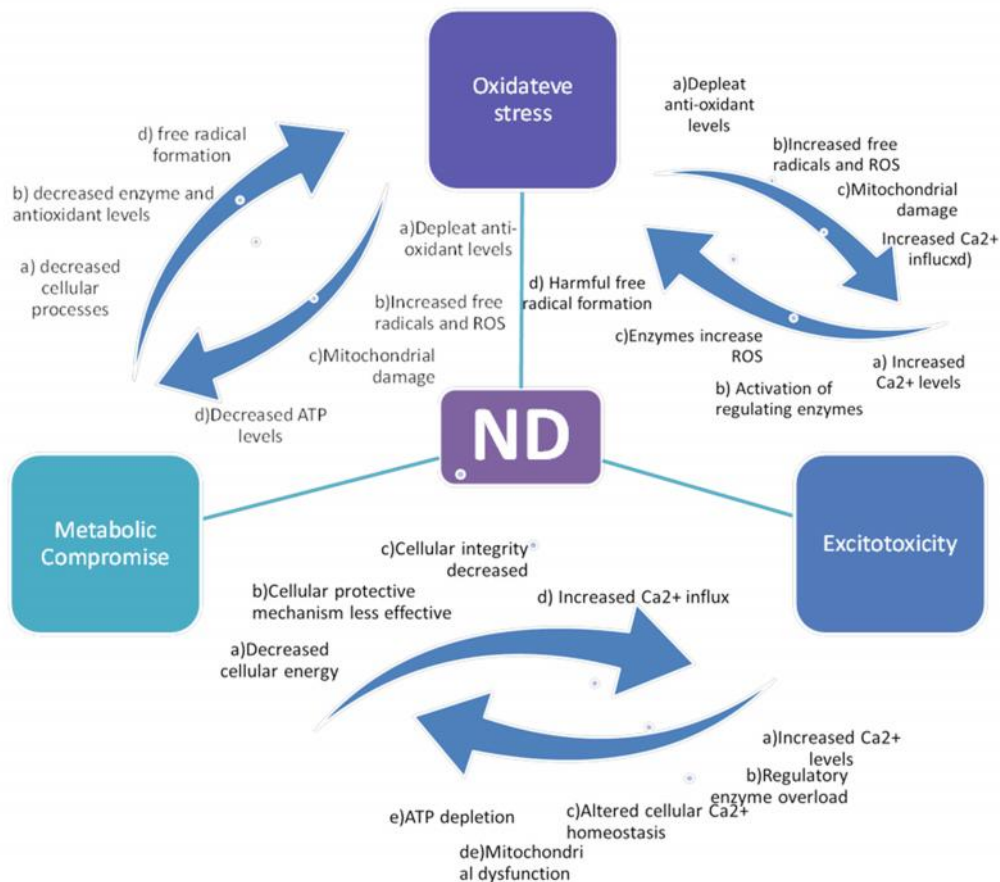 Oxidateve
stress
d) free radical
formation
b) decreased enzyme and
antioxidant levels
a) decreased
cellular
processes
a)Depleat anti-
oxidant levels
b)Increased free
radicals and ROS
c)Mitochondrial
damage
d)Decreased ATP
levels
a)Depleat
anti-oxidant
levels
b)Increased free
radicals and ROS
c)Mitochondrial
damage
Increased Ca2+
influcxd)
d) Harmful free
radical formation
c)Enzymes increase
ROS
b) Activation of
regulating enzymes
a) Increased
Ca2+ levels
ND
Metabolic
Compromise
Excitotoxicity
c)Cellular integrity
decreased
b)Cellular protective
mechanism less effective
a)Decreased
cellular energy
d) Increased Ca2+ influx
a)Increased Ca2+
levels
b)Regulatory
enzyme overload
c)Altered cellular Ca2+
homeostasis
de)Mitochondri
al dysfunction
e)ATP depletion